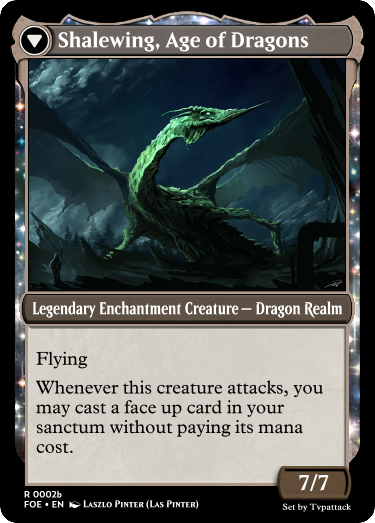 Shalewing, Age of Dragons
Legendary Enchantment Creature — Dragon Realm
Flying
Whenever this creature attacks, you
may cast a face up card in your
sanctum without paying its mana
cost.
7/7
R 0002b
FOE • EN Laszlo Pinter (Las Pinter)
Set by Tvpattack